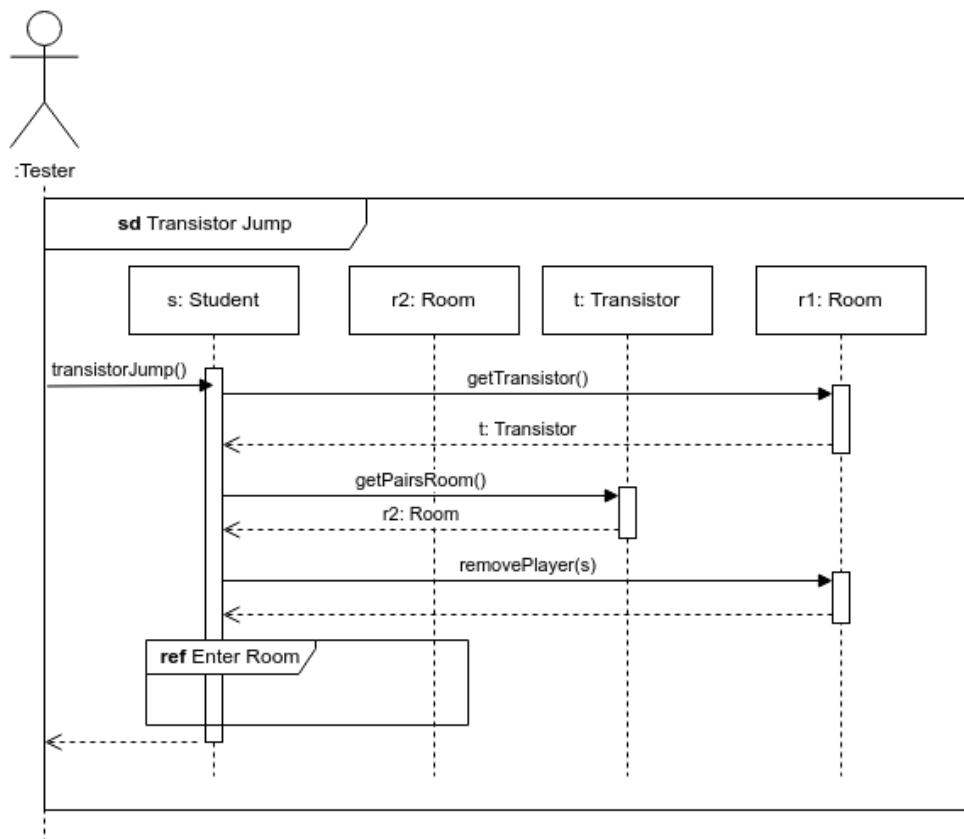 :Tester
sd Transistor Jump
s: Student
r2: Room
t: Transistor
r1: Room
transistorJump()
getTransistor()
t: Transistor
getPairsRoom()
r2: Room
removePlayer(s)
ref Enter Room